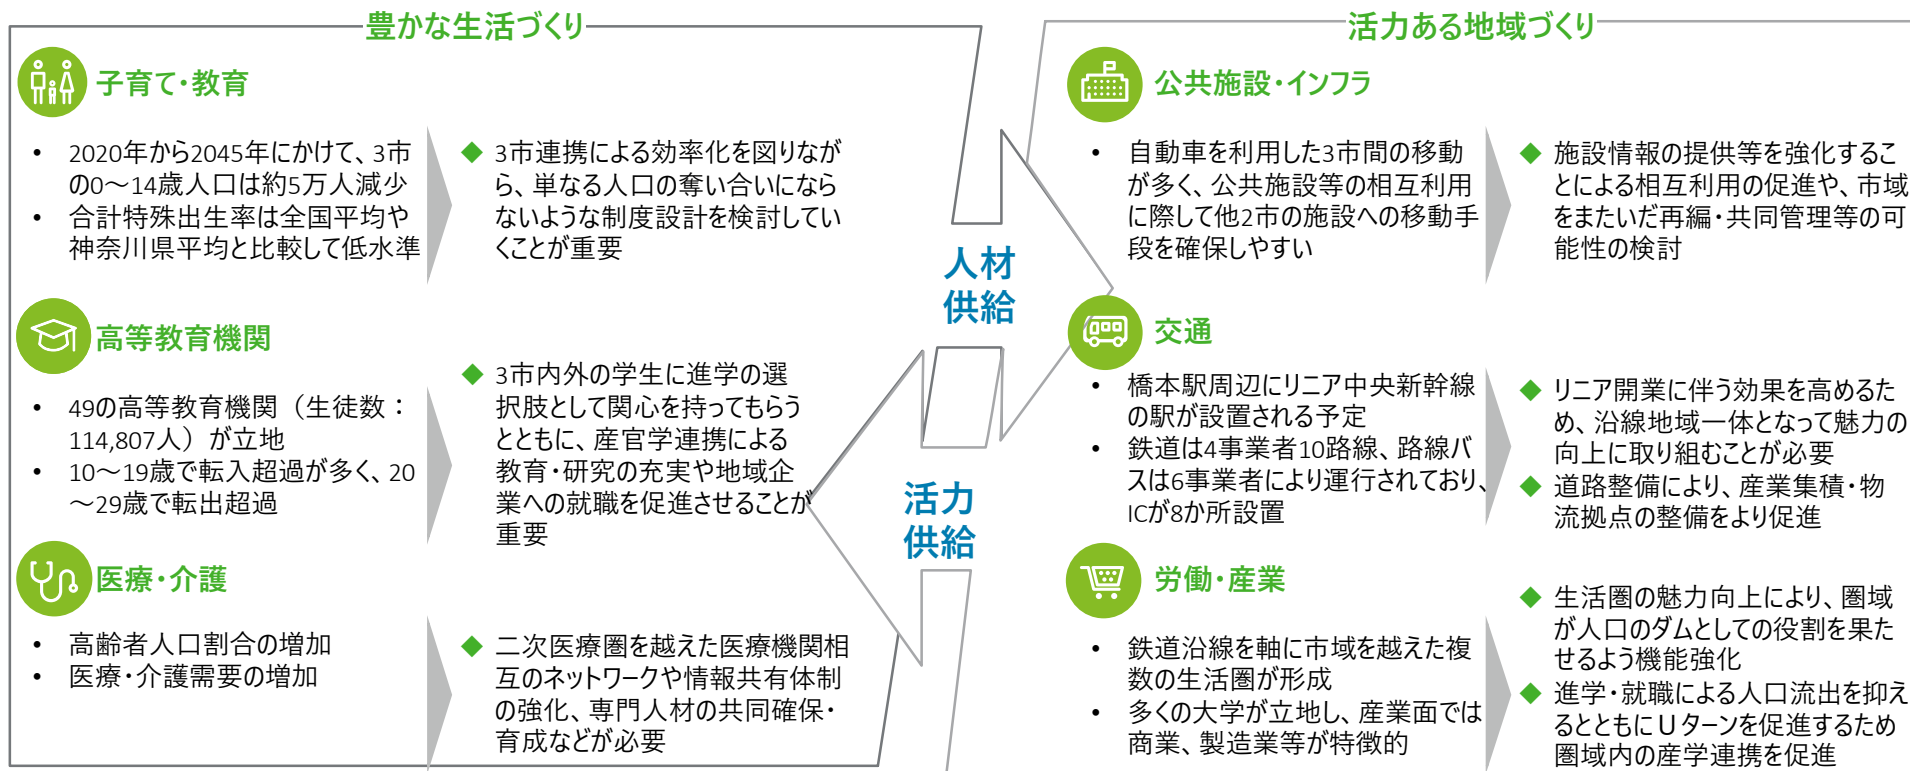 豊かな生活づくり
子育て・教育
• 2020年から2045年にかけて、3市
の0～14歳人口は約5万人減少
• 合計特殊出生率は全国平均や
神奈川県平均と比較して低水準
◆ 3市連携による効率化を図りなが
ら、単なる人口の奪い合いになら
ないような制度設計を検討してい
くことが重要
高等教育機関
• 49の高等教育機関（生徒数：
114,807人）が立地
• 10～19歳で転入超過が多く、20
～29歳で転出超過
◆ 3市内外の学生に進学の選
択肢として関心を持ってもらう
とともに、産官学連携による
教育・研究の充実や地域企
業への就職を促進させることが
重要
医療・介護
• 高齢者人口割合の増加
• 医療・介護需要の増加
◆ 二次医療圏を越えた医療機関相
互のネットワークや情報共有体制
の強化、専門人材の共同確保・
育成などが必要
人材
供給
活力
供給
活力ある地域づくり
公共施設・インフラ
• 自動車を利用した3市間の移動
が多く、公共施設等の相互利用
に際して他2市の施設への移動手
段を確保しやすい
◆ 施設情報の提供等を強化するこ
とによる相互利用の促進や、市域
をまたいだ再編・共同管理等の可
能性の検討
交通
• 橋本駅周辺にリニア中央新幹線
の駅が設置される予定
• 鉄道は4事業者10路線、路線バ
スは6事業者により運行されており、
ICが8か所設置
◆ リニア開業に伴う効果を高めるた
め、沿線地域一体となって魅力の
向上に取り組むことが必要
◆ 道路整備により、産業集積・物
流拠点の整備をより促進
労働・産業
• 鉄道沿線を軸に市域を越えた複
数の生活圏が形成
• 多くの大学が立地し、産業面では
商業、製造業等が特徴的
◆ 生活圏の魅力向上により、圏域
が人口のダムとしての役割を果た
せるよう機能強化
◆ 進学・就職による人口流出を抑え
るとともにUターンを促進するため
圏域内の産学連携を促進